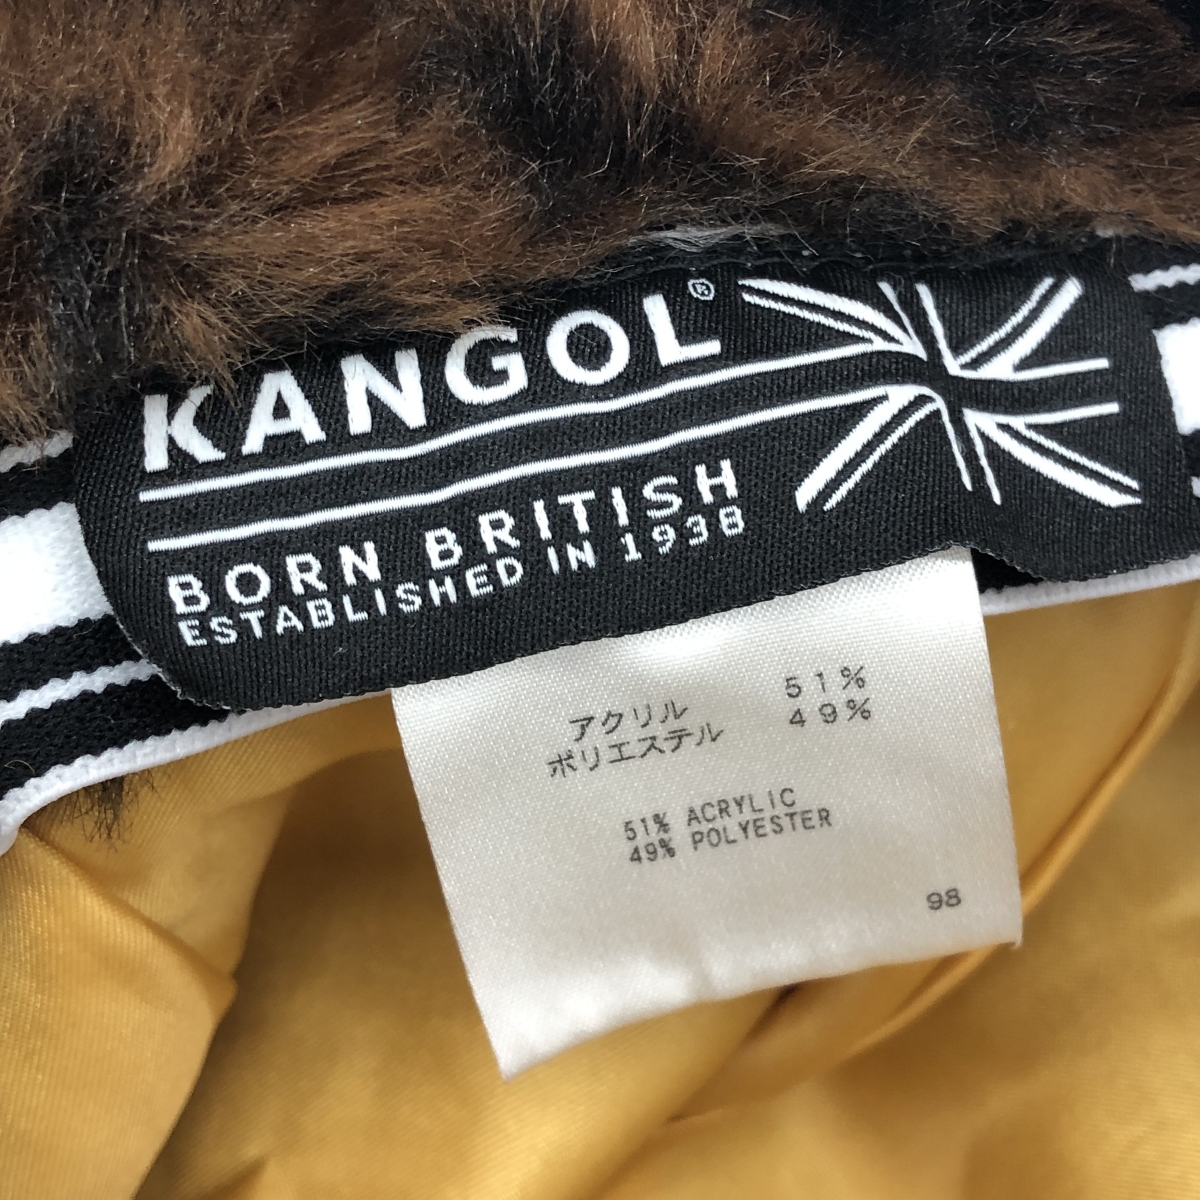 KANGOL®
BORN BRITISH
ESTABLISHED IN 1938
アクリル 51%
ポリエステル 49%
51% ACRYLIC
49% POLYESTER
98